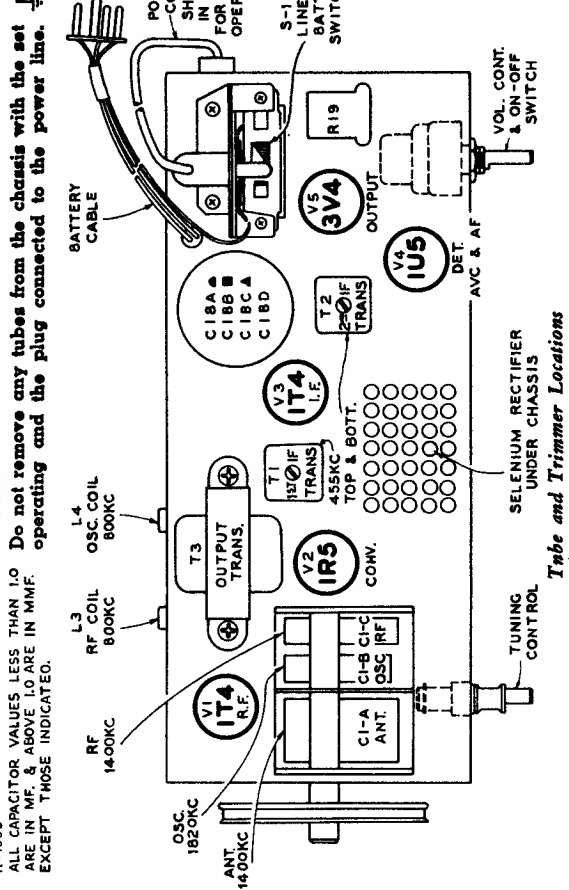 ALL CAPACITOR VALUES LESS THAN 1.0
ARE IN MF. & ABOVE 1.0 ARE IN MMF.
EXCEPT THOSE INDICATED.
Do not remove any tubes from the chassis with the set
operating and the plug connected to the power line.
RF
1400KC
L3
RF COIL
800KC
L4
OSC. COIL
800KC
BATTERY
CABLE
IN
FOR
S-1
LINE
OSC.
1820KC
ANT.
1400KC
V1
1T4
R.F.
T3
OUTPUT
TRANS.
C18A▲
C18B■
C18C▲
C18D
R19
C1-A
ANT.
C1-B
OSC
C1-C
RF
V2
1R5
CONV.
T1
1ST IF
TRANS
455KC
TOP & BOTT.
V3
1T4
I.F.
T2
2ND IF
TRANS
V5
3V4
OUTPUT
V4
1U5
DET.
AVC & AF
TUNING
CONTROL
SELENIUM RECTIFIER
UNDER CHASSIS
VOL. CONT.
& ON-OFF
SWITCH
Tube and Trimmer Locations